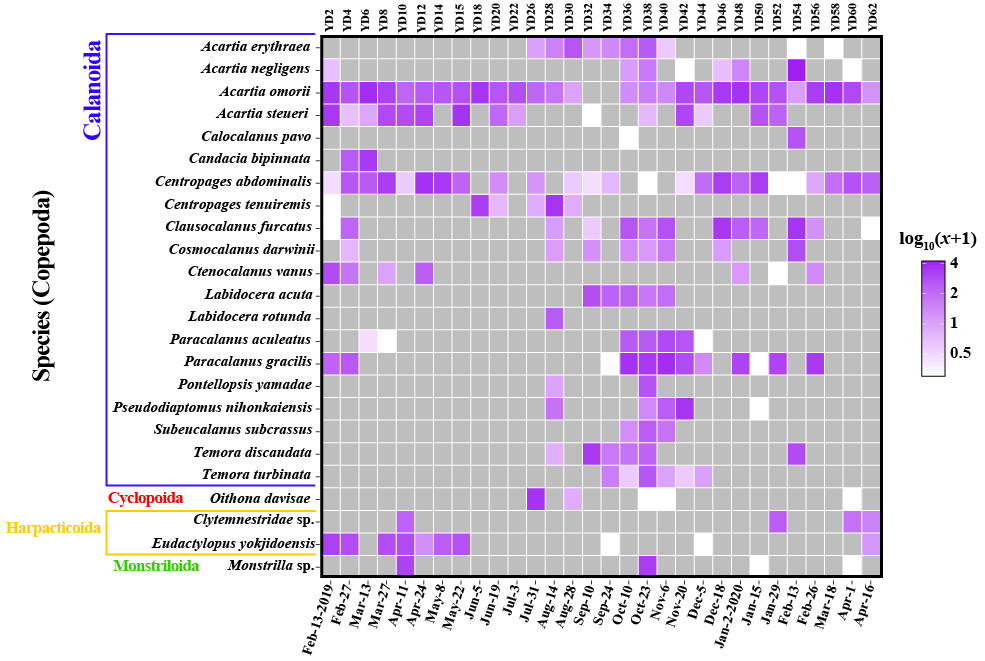 YD2 YD4 YD6 YD8 YD10 YD12 YD14 YD15 YD18 YD20 YD22 YD26 YD28 YD30 YD32 YD34 YD36 YD38 YD40 YD42 YD44 YD46 YD48 YD50 YD52 YD54 YD56 YD58 YD60 YD62
Species (Copepoda)
Calanoida
Acartia erythraea
Acartia negligens
Acartia omorii
Acartia steueri
Calocalanus pavo
Candacia bipinnata
Centropages abdominalis
Centropages tenuiremis
Clausocalanus furcatus
Cosmocalanus darwinii
Ctenocalanus vanus
Labidocera acuta
Labidocera rotunda
Paracalanus aculeatus
Paracalanus gracilis
Pontellopsis yamadae
Pseudodiaptomus nihonkaiensis
Subeucalanus subcrassus
Temora discaudata
Temora turbinata
Cyclopoida Oithona davisae
Harpacticoida
Clytemnestridae sp.
Eudactylopus yokjidoensis
Monstriloida Monstrilla sp.
log10(x+1)
4
2
1
0.5
Feb-13-2019 Feb-27 Mar-13 Mar-27 Apr-11 Apr-24 May-8 May-22 Jun-5 Jun-19 Jul-3 Jul-31 Aug-14 Aug-28 Sep-10 Sep-24 Oct-10 Oct-23 Nov-6 Nov-20 Dec-5 Dec-18 Jan-2-2020 Jan-15 Jan-29 Feb-13 Feb-26 Mar-18 Apr-1 Apr-16